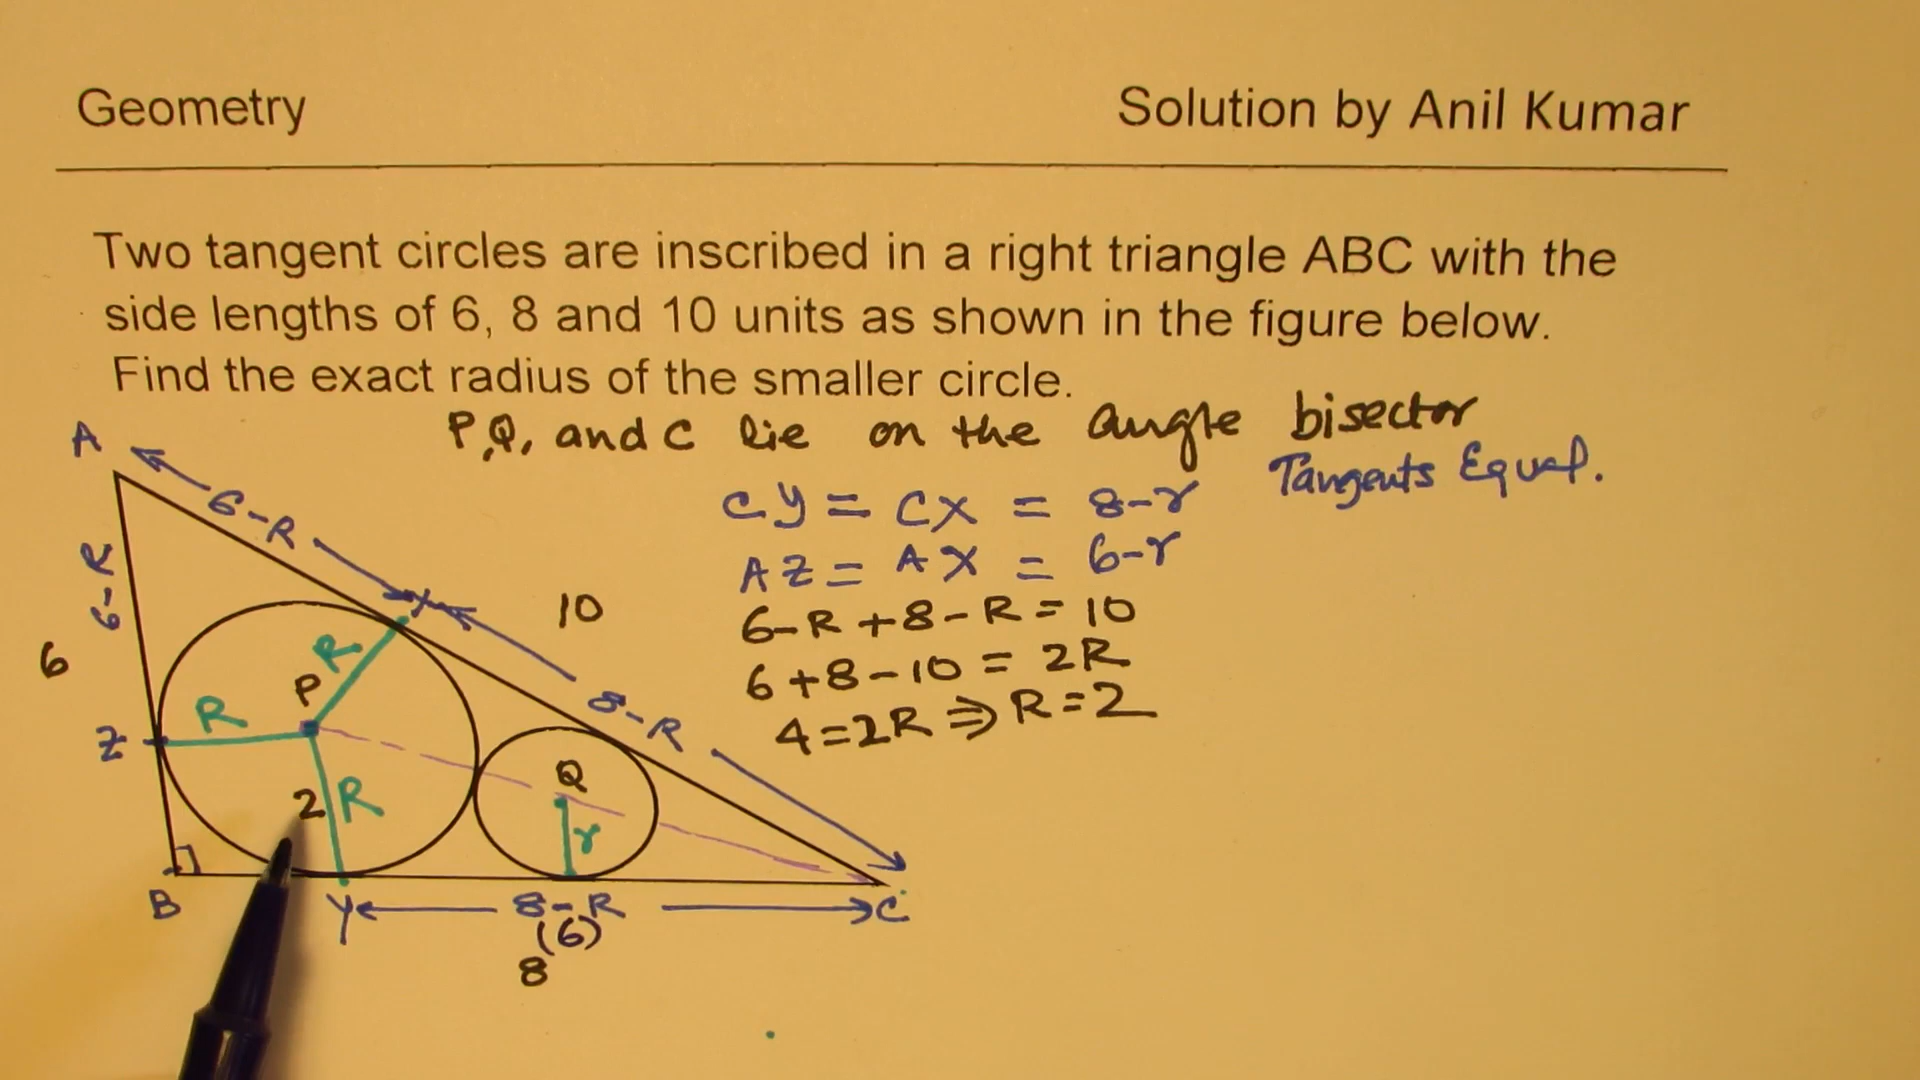 Geometry
Solution by Anil Kumar
Two tangent circles are inscribed in a right triangle ABC with the
side lengths of 6, 8 and 10 units as shown in the figure below.
Find the exact radius of the smaller circle.
P,Q, and C lie on the angle bisector
Tangents Equal.
CY = CX = 8-r
AZ = AX = 6-r
6-R+8-R=10
6+8-10 = 2R
4=2R ⇒ R=2
A
6-R
6-R
X
10
6
R
P
R
Z
8-R
Q
2
R
r
B
Y
8-R
C
(6)
8